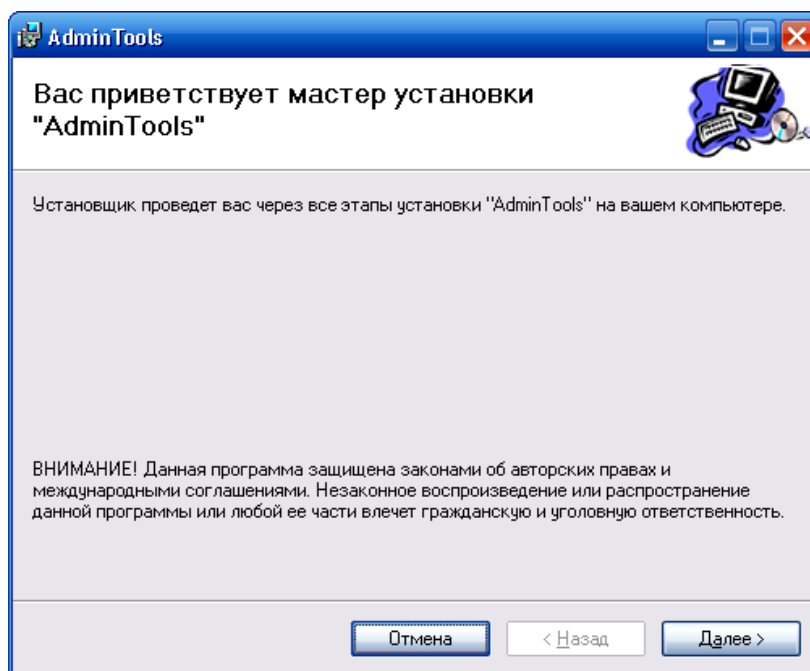 AdminTools
Вас приветствует мастер установки
"AdminTools"
Установщик проведет вас через все этапы установки "AdminTools" на вашем компьютере.
ВНИМАНИЕ! Данная программа защищена законами об авторских правах и
международными соглашениями. Незаконное воспроизведение или распространение
данной программы или любой ее части влечет гражданскую и уголовную ответственность.
Отмена
< Назад
Далее >